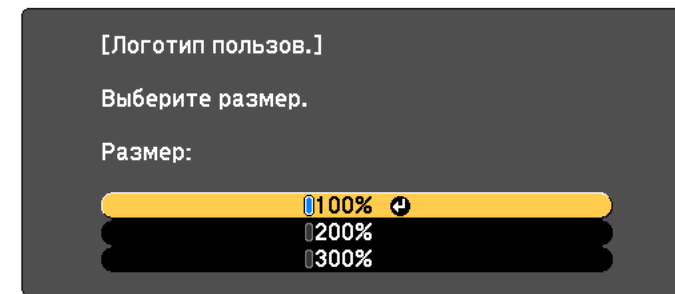 [Логотип пользов.]
Выберите размер.
Размер:
100%
200%
300%